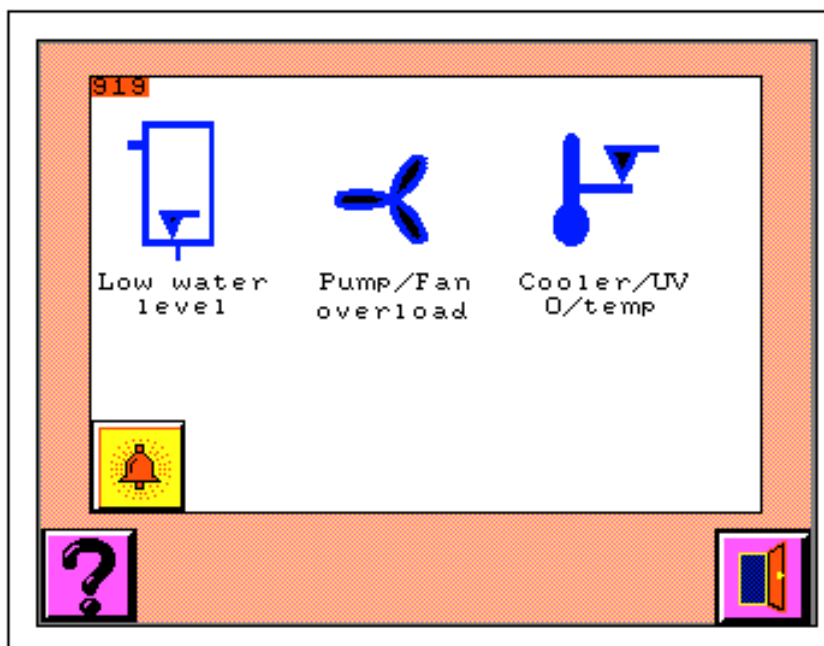 919
Low water
level
Pump/Fan
overload
Cooler/UV
O/temp
?